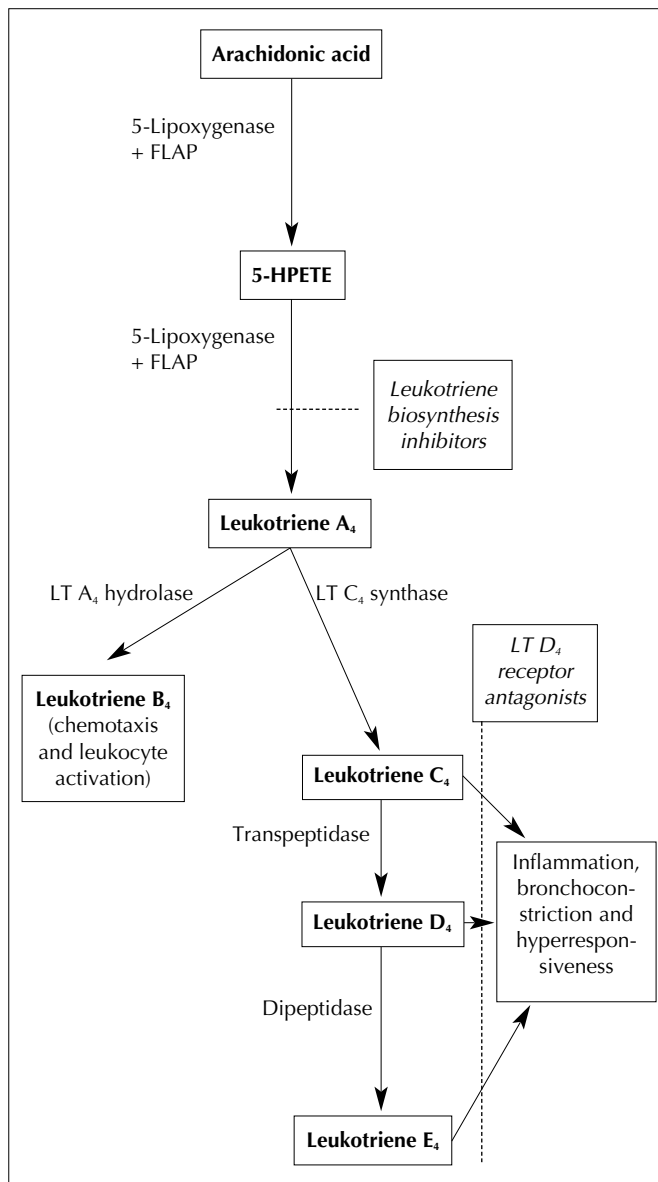 Arachidonic acid
5-Lipoxygenase
+ FLAP
5-HPETE
5-Lipoxygenase
+ FLAP
Leukotriene
biosynthesis
inhibitors
Leukotriene A₄
LT A₄ hydrolase
LT C₄ synthase
LT D₄
receptor
antagonists
Leukotriene B₄
(chemotaxis
and leukocyte
activation)
Leukotriene C₄
Transpeptidase
Inflammation,
bronchocon-
striction and
hyperrespon-
siveness
Leukotriene D₄
Dipeptidase
Leukotriene E₄